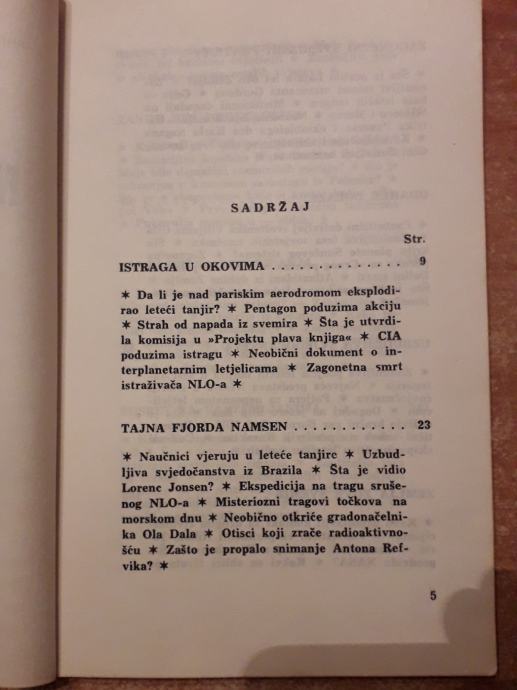 SADRŽAJ
Str.
ISTRAGA U OKOVIMA . . . . . . . . . . . . . . 9
✶ Da li je nad pariskim aerodromom eksplodi-
rao leteći tanjir? ✶ Pentagon poduzima akciju
✶ Strah od napada iz svemira ✶ Šta je utvrdi-
la komisija u »Projektu plava knjiga« ✶ CIA
poduzima istragu ✶ Neobični dokument o in-
terplanetarnim letjelicama ✶ Zagonetna smrt
istraživača NLO-a ✶
TAJNA FJORDA NAMSEN . . . . . . . . . . . . 23
✶ Naučnici vjeruju u leteće tanjire ✶ Uzbud-
ljiva svjedočanstva iz Brazila ✶ Šta je vidio
Lorenc Jonsen? ✶ Ekspedicija na tragu sruše-
nog NLO-a ✶ Misteriozni tragovi točkova na
morskom dnu ✶ Neobično otkriće gradonačelni-
ka Ola Dala ✶ Otisci koji zrače radioaktivno-
šću ✶ Zašto je propalo snimanje Antona Ref-
vika? ✶
5